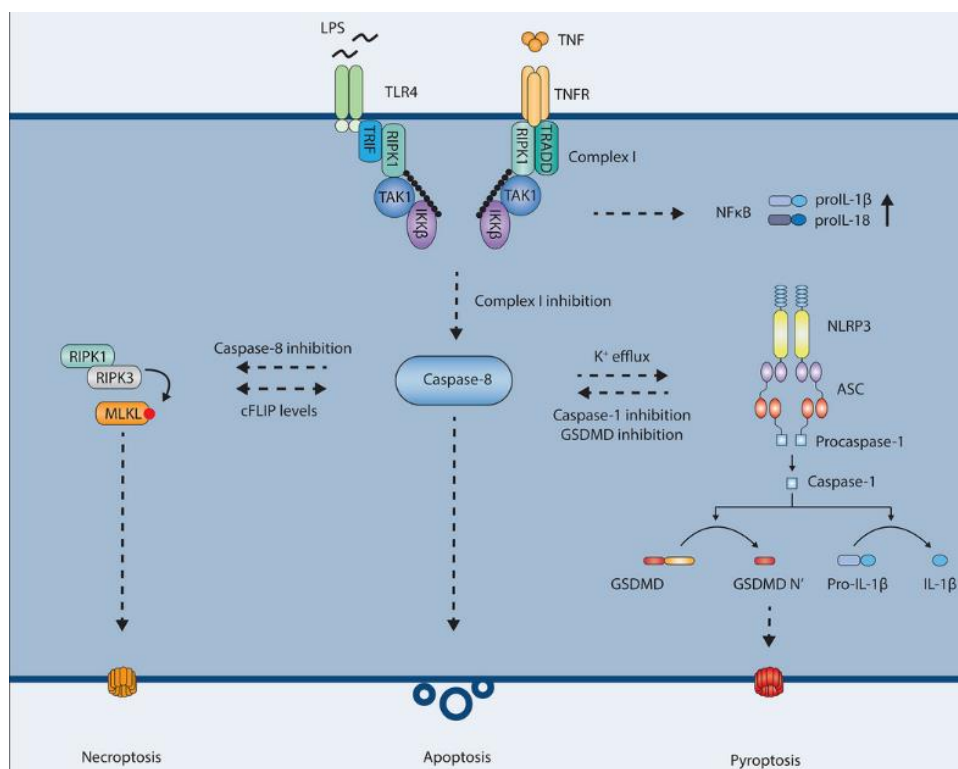 LPS
TNF
TLR4
TNFR
TRIF
RIPK1
RIPK1
TRADD
Complex I
TAK1
TAK1
IKKβ
IKKβ
NFκB
proIL-1β
proIL-18
Complex I inhibition
NLRP3
RIPK1
RIPK3
MLKL
Caspase-8 inhibition
cFLIP levels
Caspase-8
K⁺ efflux
Caspase-1 inhibition
GSDMD inhibition
ASC
Procaspase-1
Caspase-1
GSDMD
GSDMD N'
Pro-IL-1β
IL-1β
Necroptosis
Apoptosis
Pyroptosis